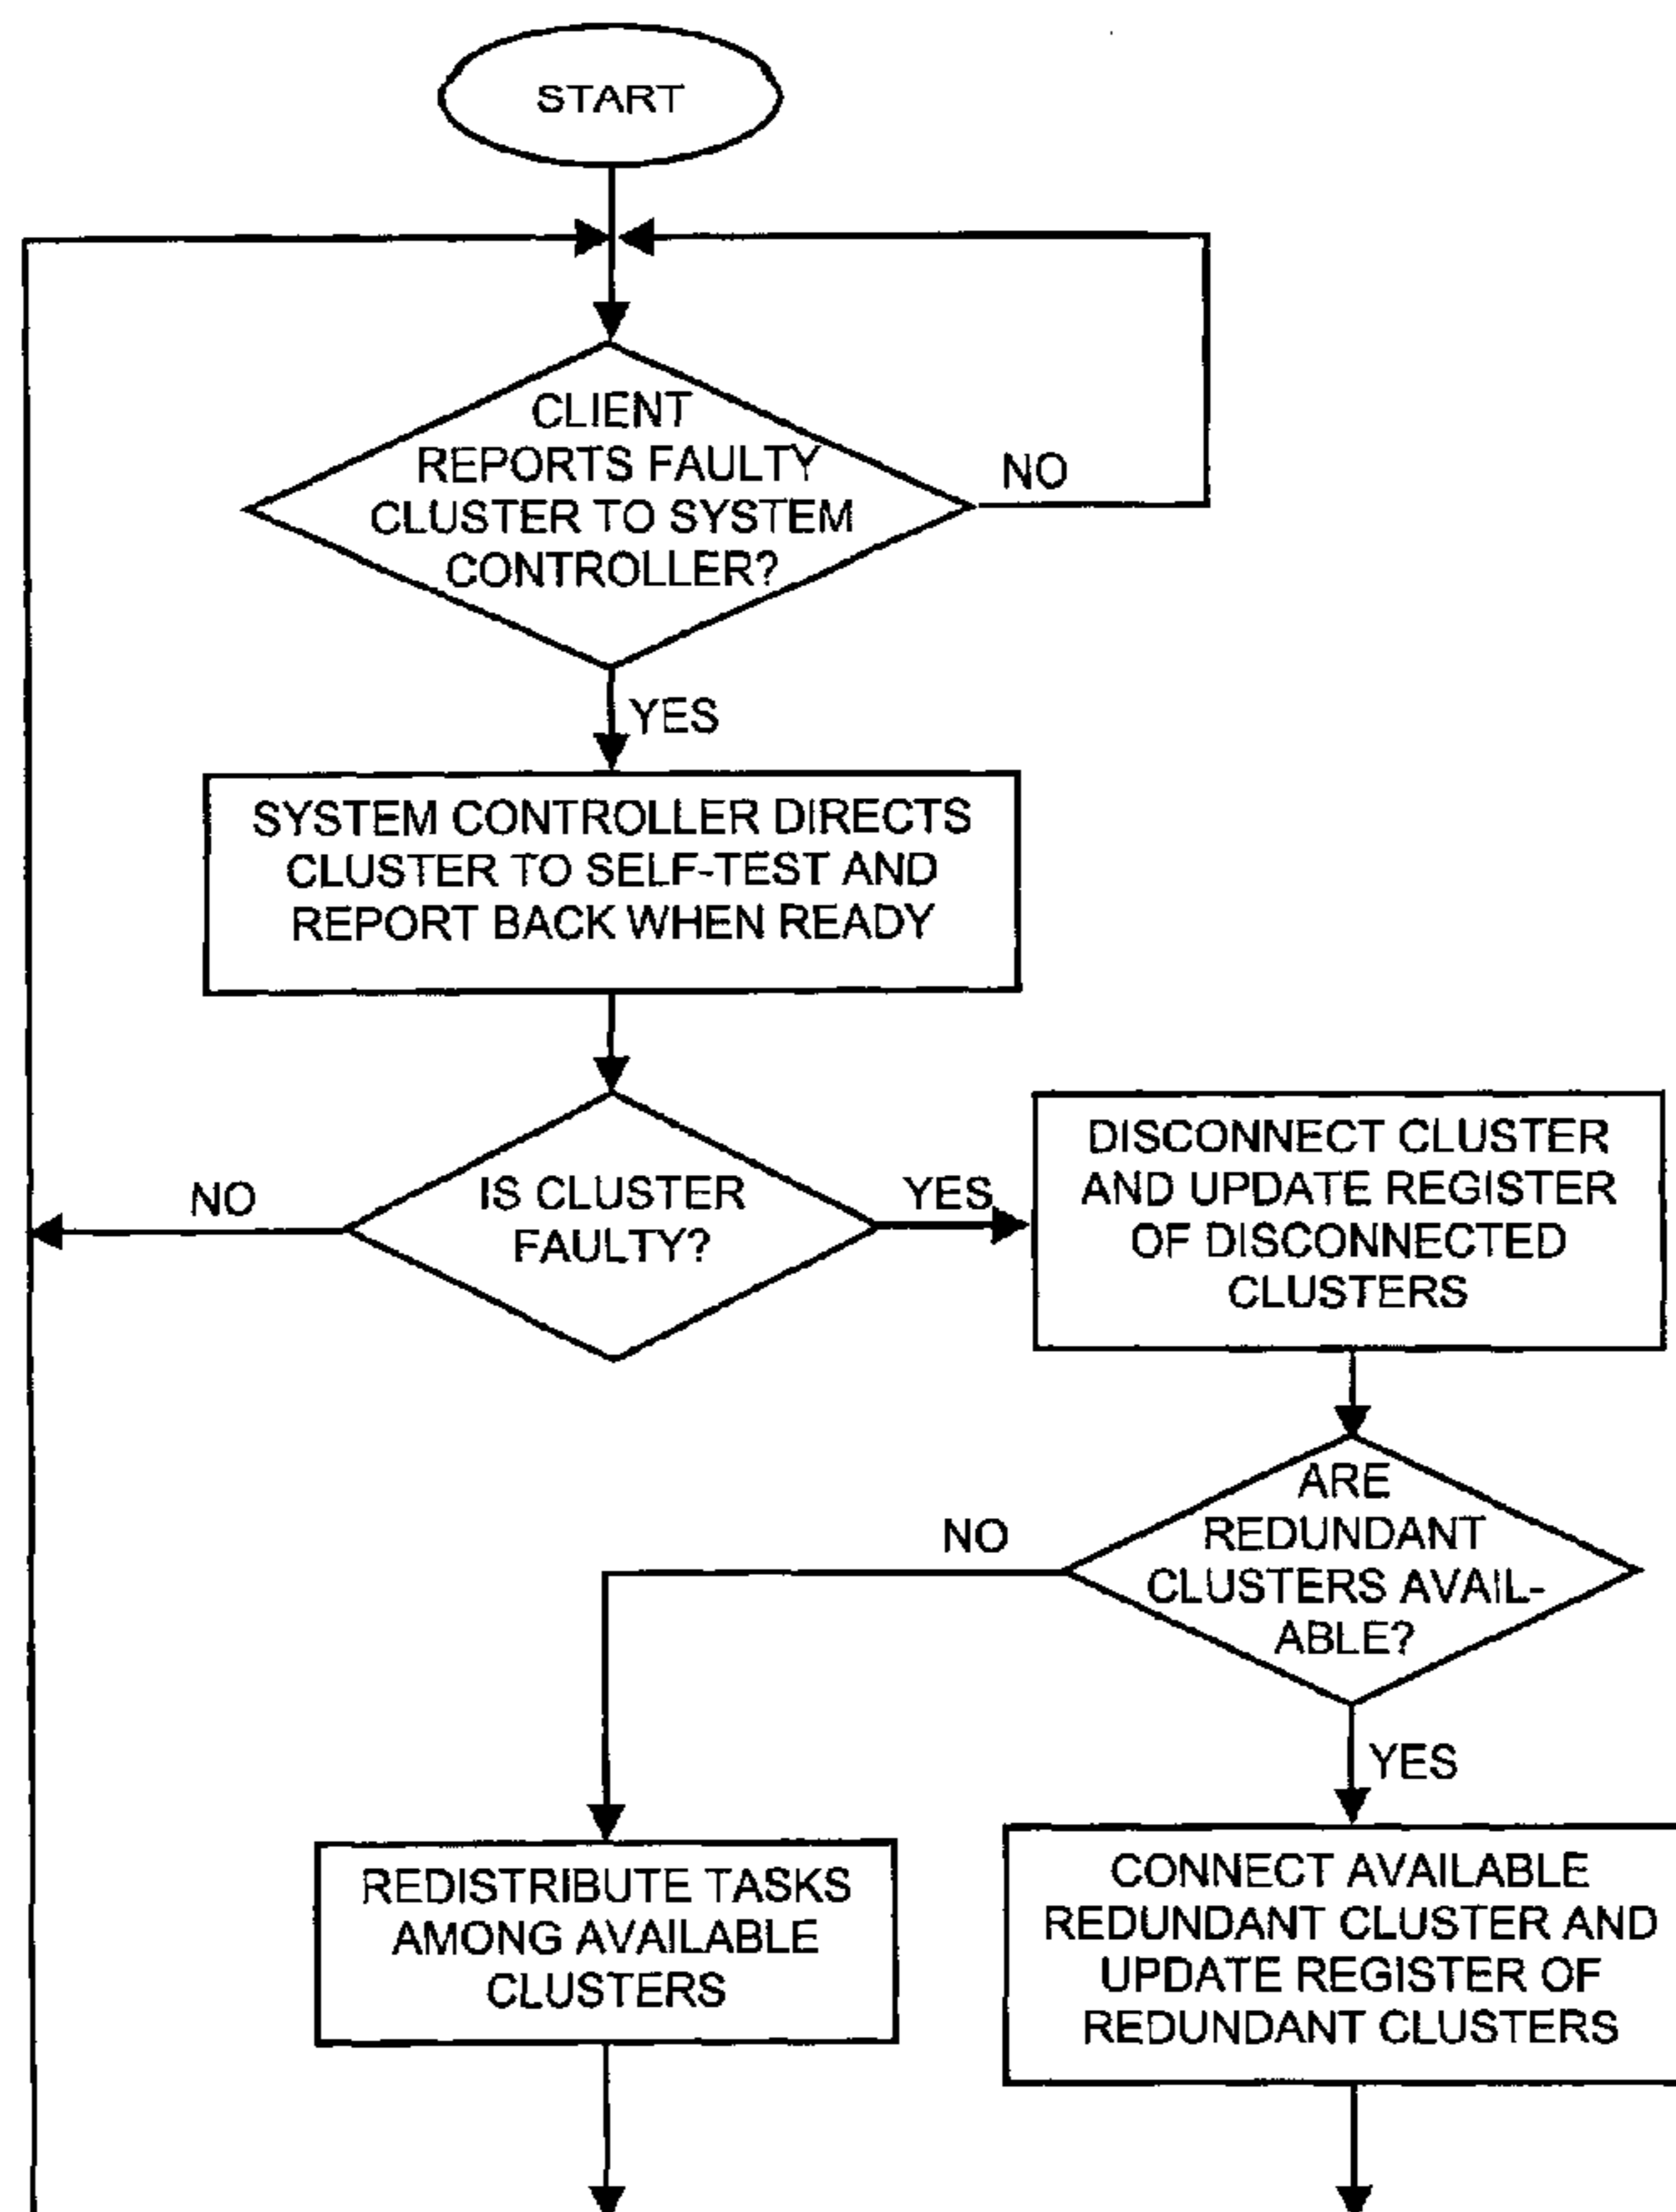 START
CLIENT
REPORTS FAULTY
CLUSTER TO SYSTEM
CONTROLLER?
NO
YES
SYSTEM CONTROLLER DIRECTS
CLUSTER TO SELF-TEST AND
REPORT BACK WHEN READY
IS CLUSTER
FAULTY?
NO
YES
DISCONNECT CLUSTER
AND UPDATE REGISTER
OF DISCONNECTED
CLUSTERS
ARE
REDUNDANT
CLUSTERS AVAIL-
ABLE?
NO
YES
REDISTRIBUTE TASKS
AMONG AVAILABLE
CLUSTERS
CONNECT AVAILABLE
REDUNDANT CLUSTER AND
UPDATE REGISTER OF
REDUNDANT CLUSTERS